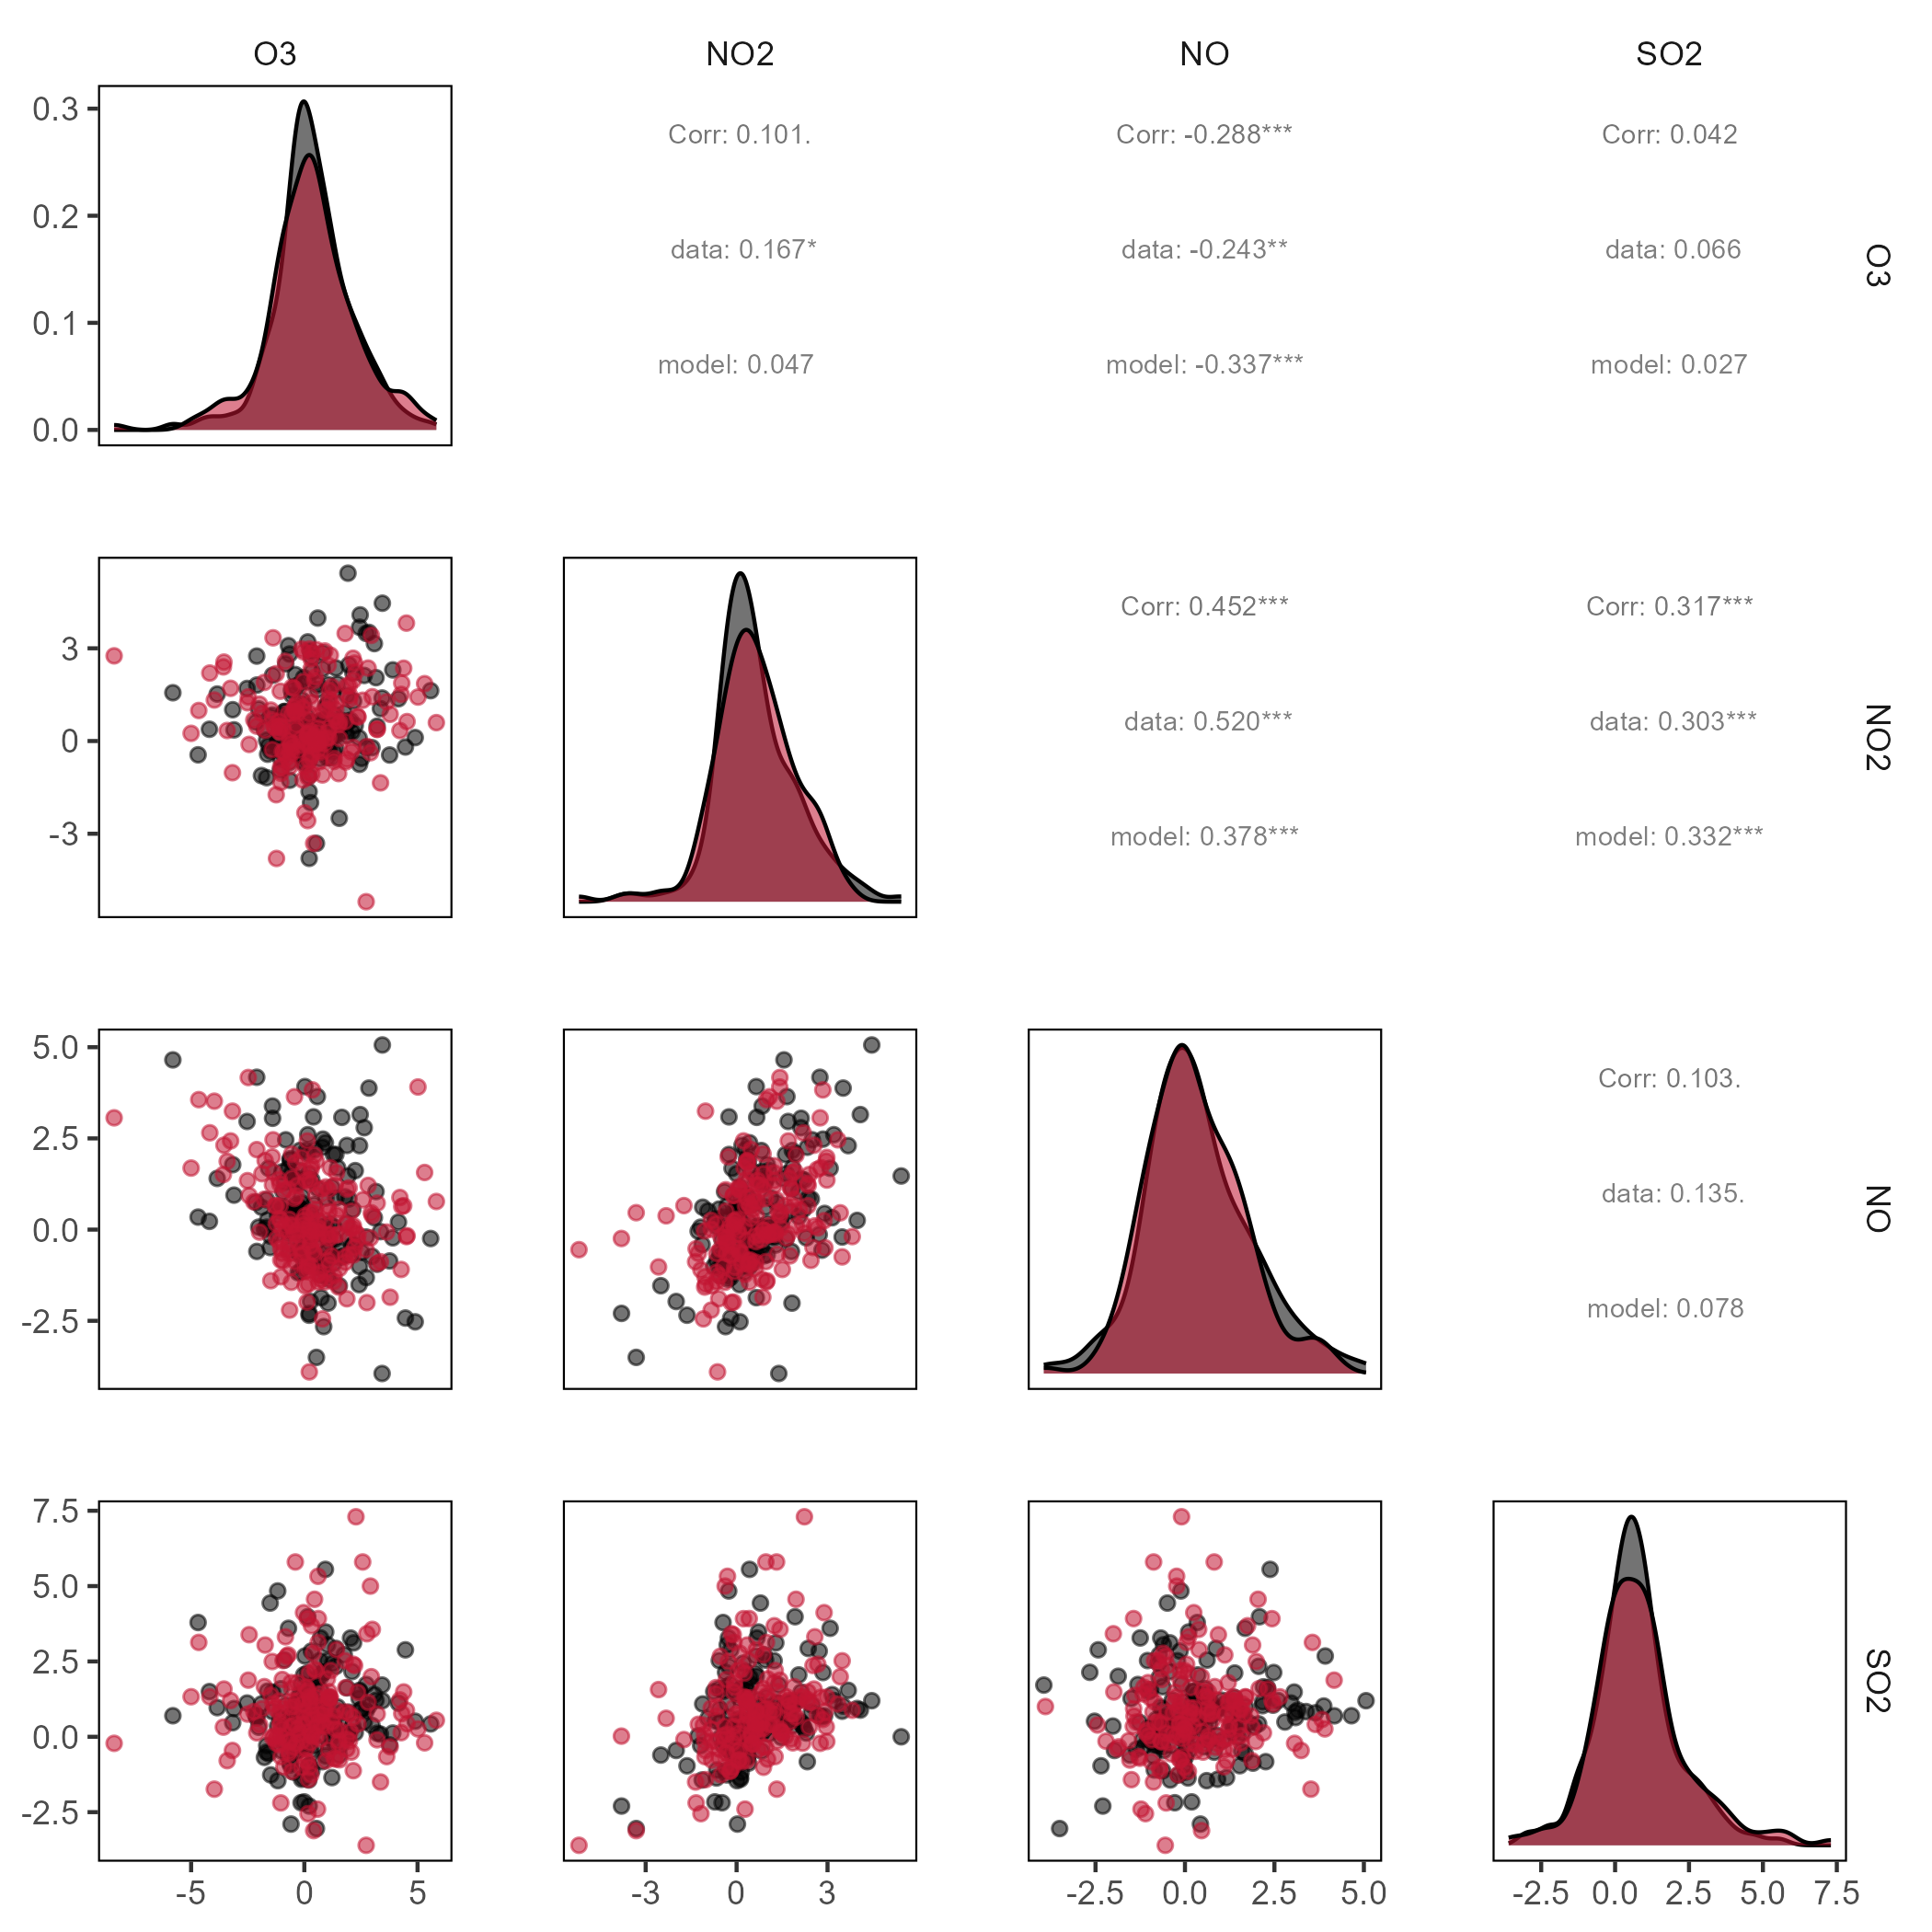 O3 NO2 NO SO2
0.3
0.2
0.1
0.0
Corr: 0.101.
data: 0.167*
model: 0.047
Corr: -0.288***
data: -0.243**
model: -0.337***
Corr: 0.042
data: 0.066
model: 0.027
O3
3
0
-3
Corr: 0.452***
data: 0.520***
model: 0.378***
Corr: 0.317***
data: 0.303***
model: 0.332***
NO2
5.0
2.5
0.0
-2.5
Corr: 0.103.
data: 0.135.
model: 0.078
NO
7.5
5.0
2.5
0.0
-2.5
SO2
-5 0 5
-3 0 3
-2.5 0.0 2.5 5.0
-2.5 0.0 2.5 5.0 7.5